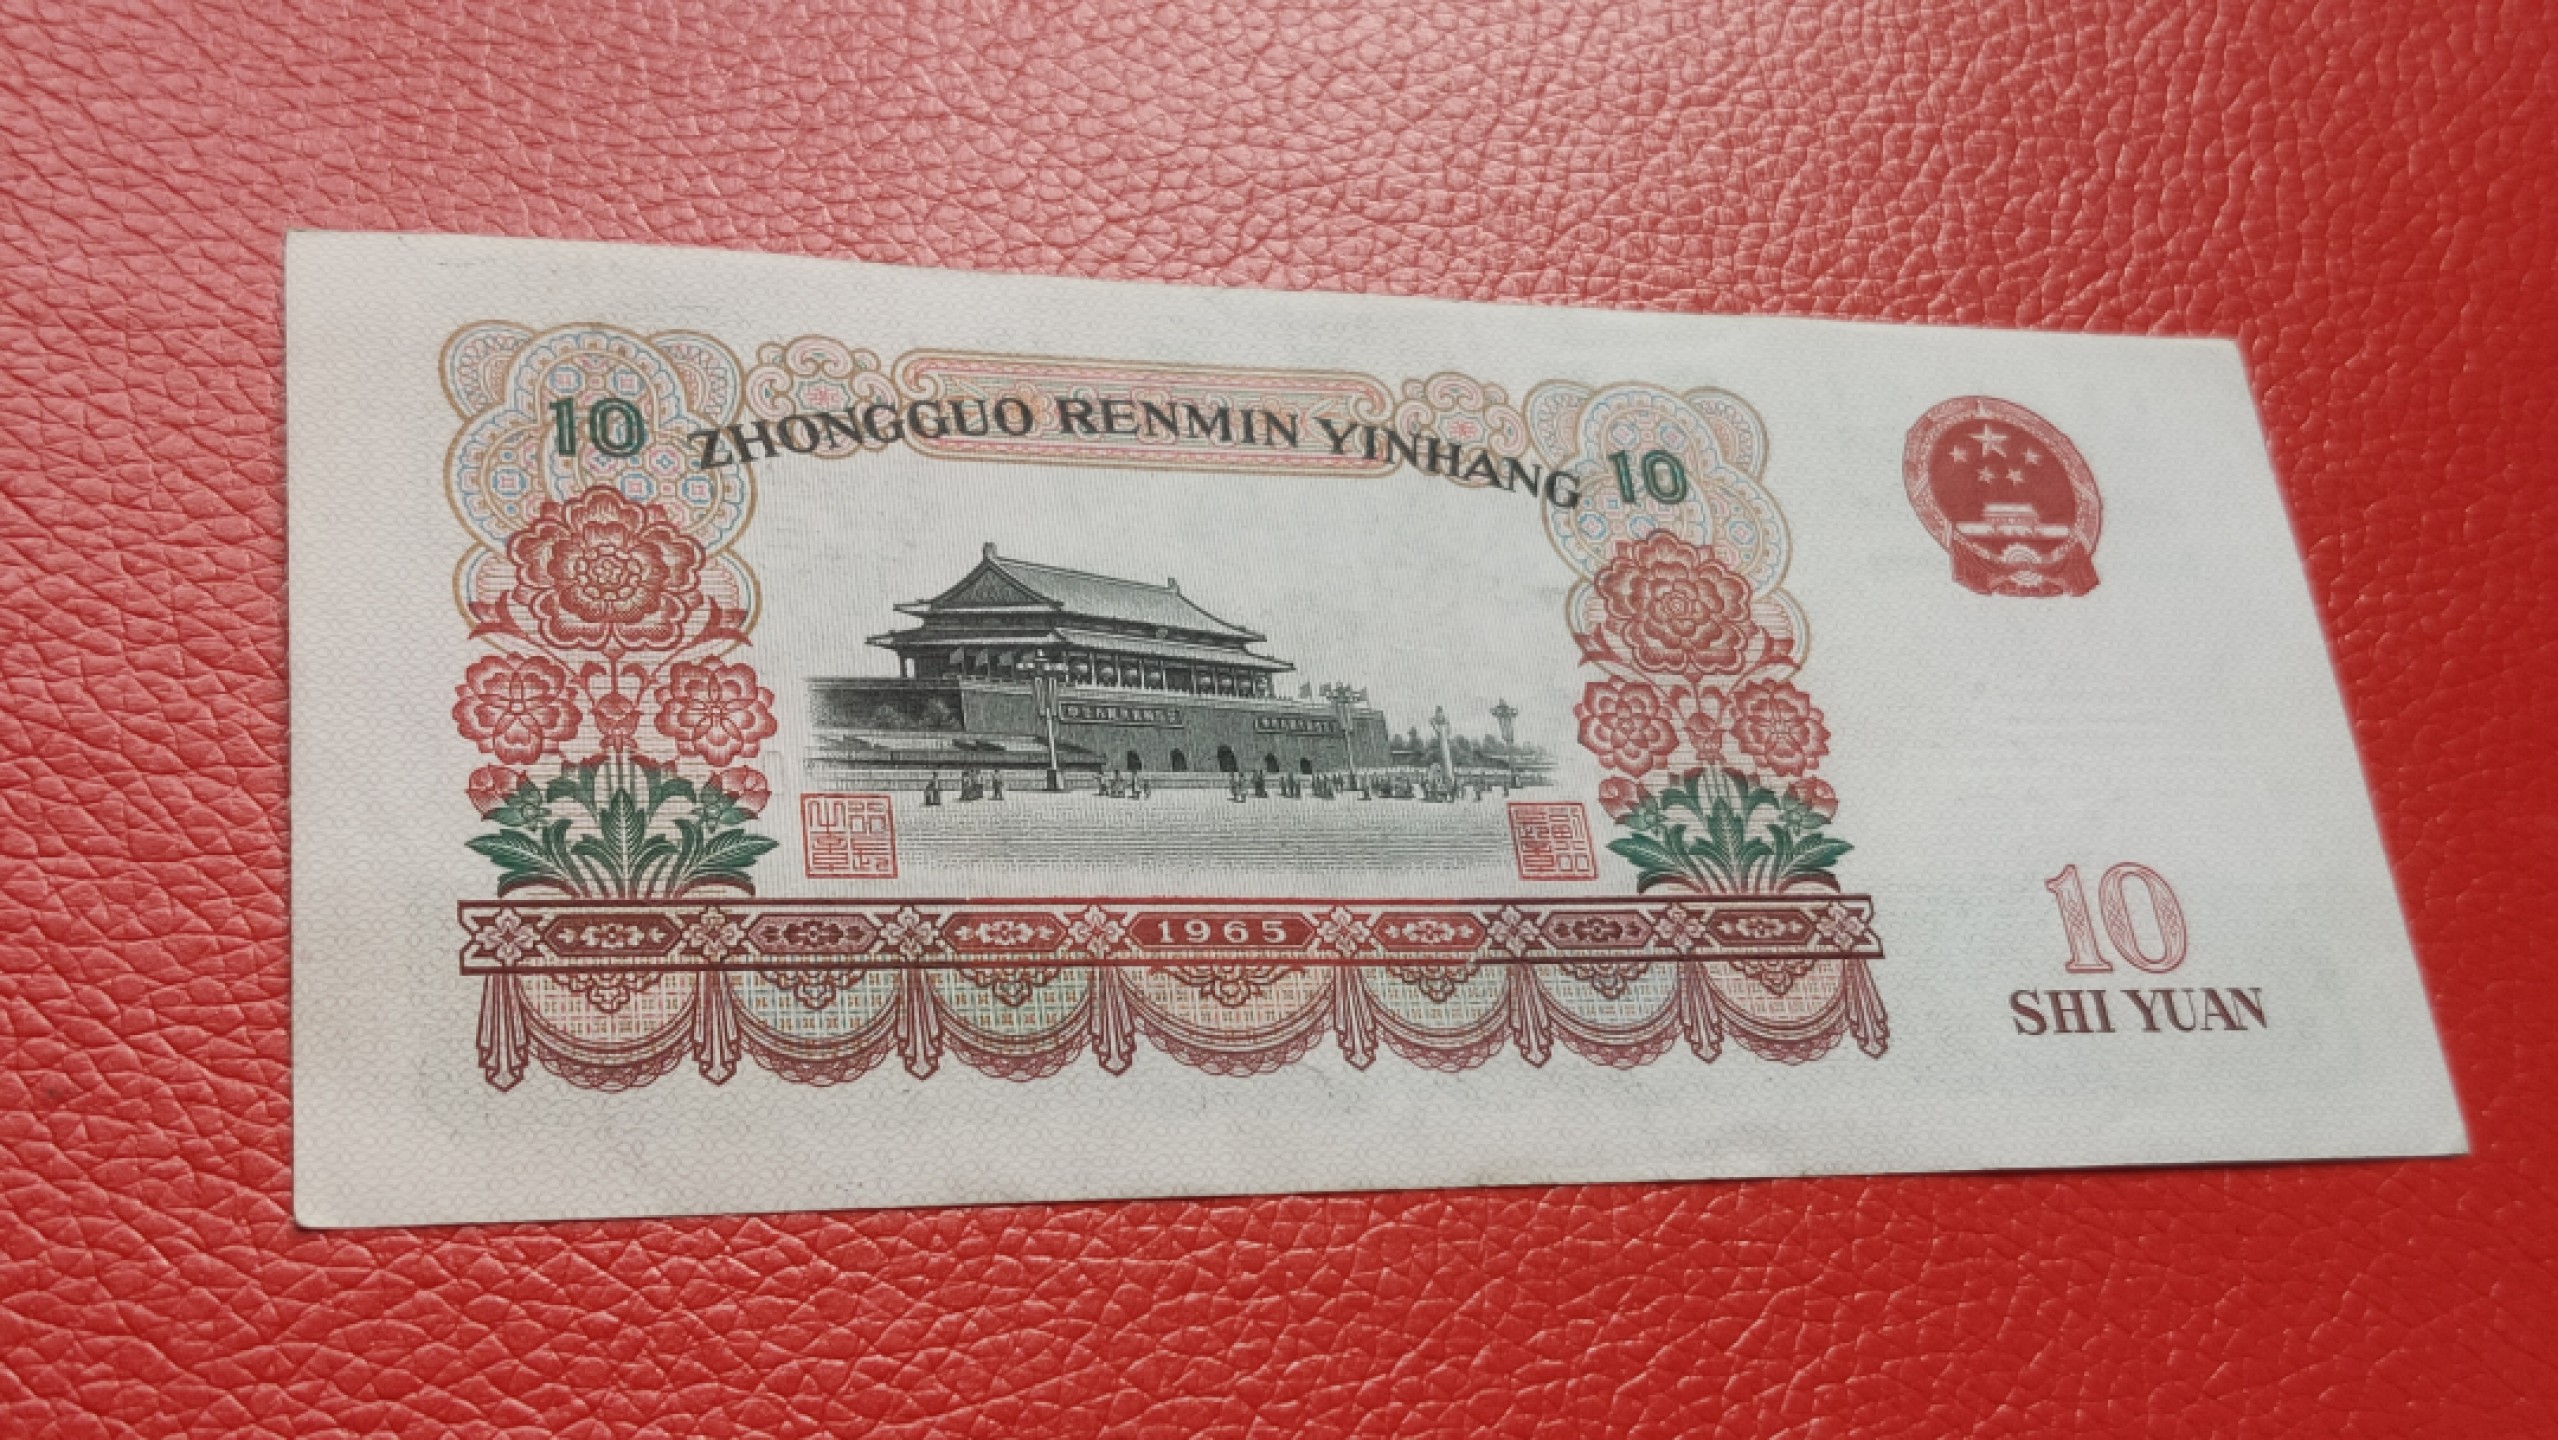 10 ZHONGGUO RENMIN YINHANG 10
1965
10
SHI YUAN